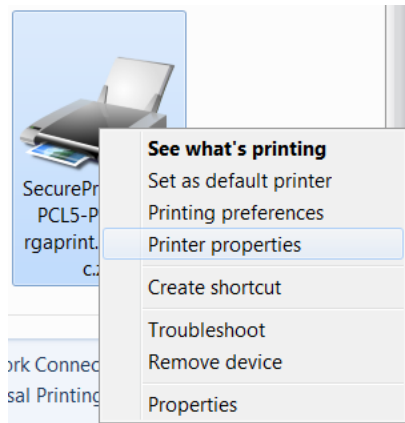 See what's printing
SecurePr
Set as default printer
PCL5-P
Printing preferences
rgaprint.
Printer properties
Create shortcut
Troubleshoot
ork Connec
Remove device
sal Printing
Properties